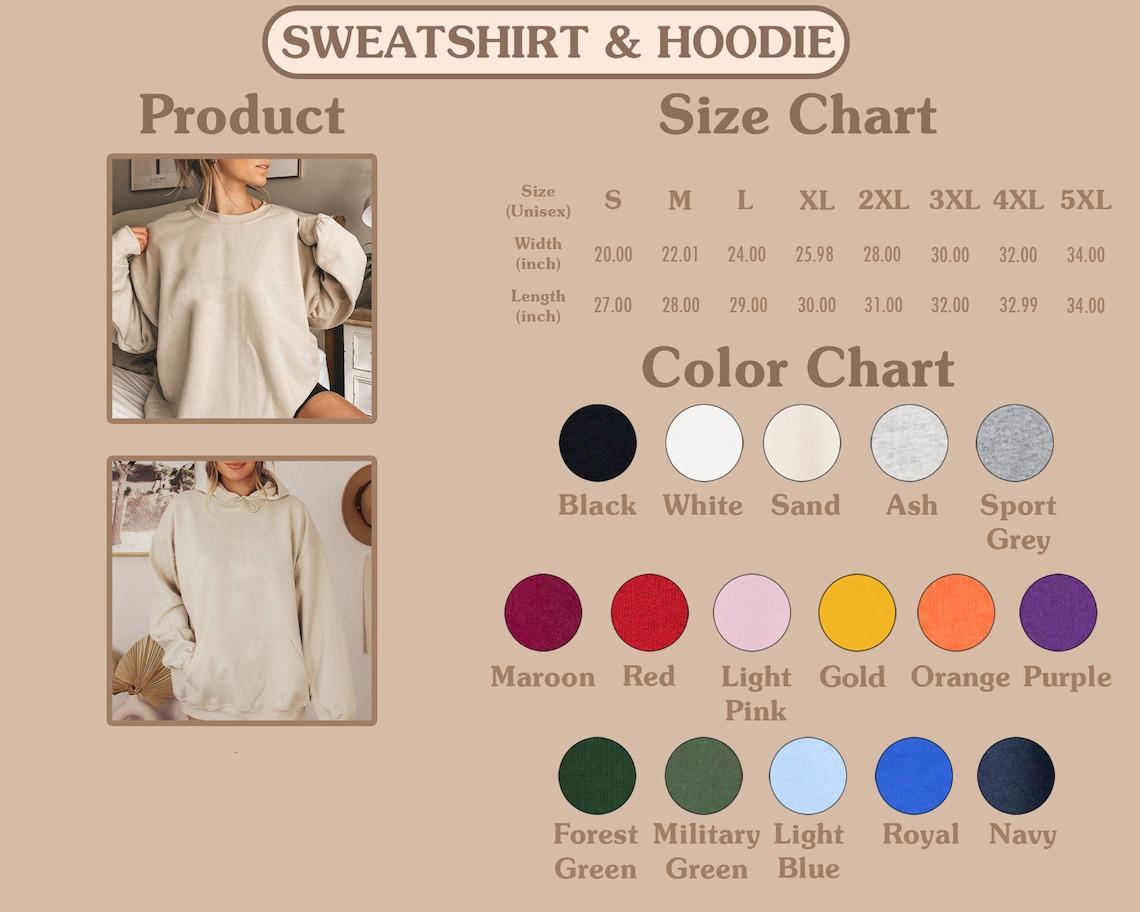 SWEATSHIRT & HOODIE
Product
Size Chart
Size
(Unisex)
S M L XL 2XL 3XL 4XL 5XL
Width
(inch)
20.00 22.01 24.00 25.98 28.00 30.00 32.00 34.00
Length
(inch)
27.00 28.00 29.00 30.00 31.00 32.00 32.99 34.00
Color Chart
Black White Sand Ash Sport
Grey
Maroon Red Light Gold Orange Purple
Pink
Forest Military Light Royal Navy
Green Green Blue